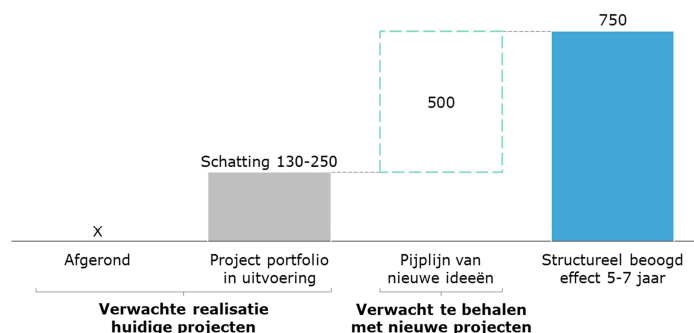 750
500
Schatting 130-250
X
Afgerond
Project portfolio
in uitvoering
Pijplijn van
nieuwe ideeën
Structureel beoogd
effect 5-7 jaar
Verwachte realisatie
huidige projecten
Verwacht te behalen
met nieuwe projecten